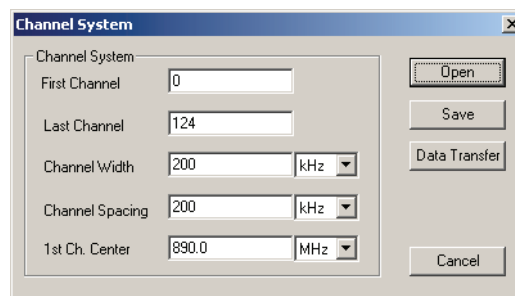 Channel System
Channel System
First Channel 0
Last Channel 124
Channel Width 200 kHz
Channel Spacing 200 kHz
1st Ch. Center 890.0 MHz
Open
Save
Data Transfer
Cancel